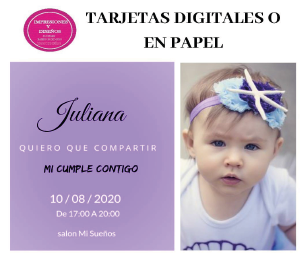 IMPRESIONES
Y
DISEÑOS
TARJETAS DIGITALES O
EN PAPEL
Juliana
QUIERO QUE COMPARTIR
MI CUMPLE CONTIGO
10 / 08 / 2020
De 17:00 A 20:00
salon Mi Sueños